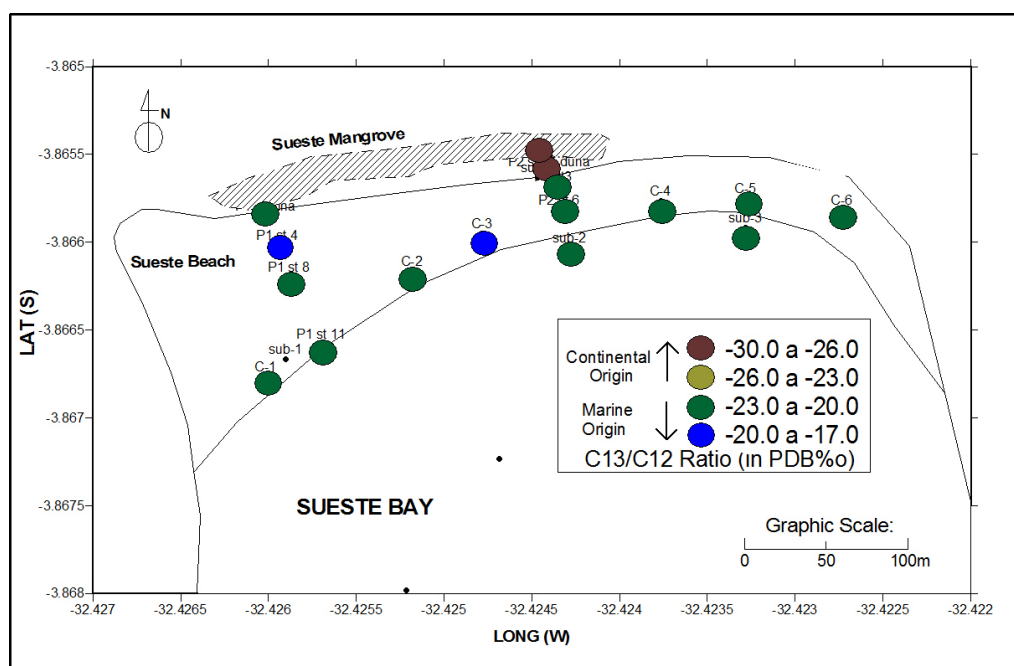 -3.865
N
Sueste Mangrove
-3.8655
C-4
C-5
C-6
C-3
sub-3
-3.866
P1 st 4
sub-2
Sueste Beach
P1 st 8
C-2
-3.8665
P1 st 11
sub-1
C-1
LAT (S)
Continental
Origin
Marine
Origin
-30.0 a -26.0
-26.0 a -23.0
-23.0 a -20.0
-20.0 a -17.0
C13/C12 Ratio (ın PDB%o)
-3.867
-3.8675
SUESTE BAY
Graphic Scale:
0 50 100m
-3.868
-32.427 -32.4265 -32.426 -32.4255 -32.425 -32.4245 -32.424 -32.4235 -32.423 -32.4225 -32.422
LONG (W)